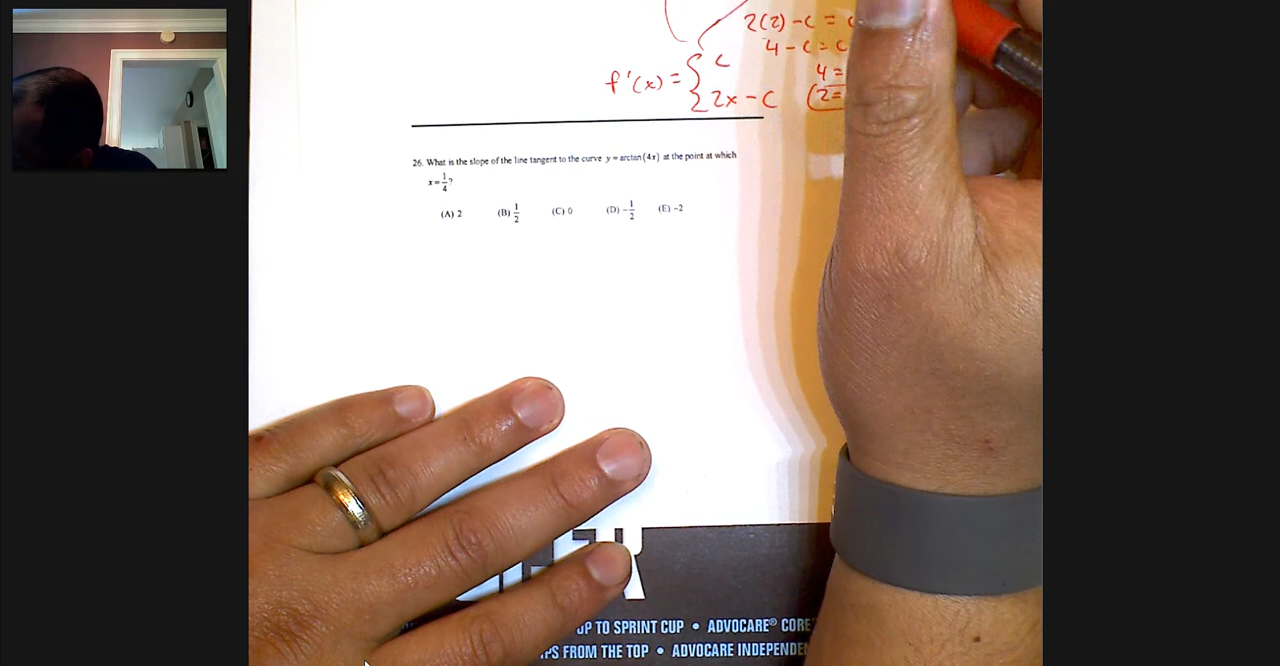 2(2) - c =
4 - c = c
f'(x) = { c
2x - c
4 =
2 =
26. What is the slope of the line tangent to the curve y = arctan(4x) at the point at which
x = 1/4?
(A) 2 (B) 1/2 (C) 0 (D) -1/2 (E) -2
UP TO SPRINT CUP • ADVOCARE® CORE
PS FROM THE TOP • ADVOCARE INDEPENDE